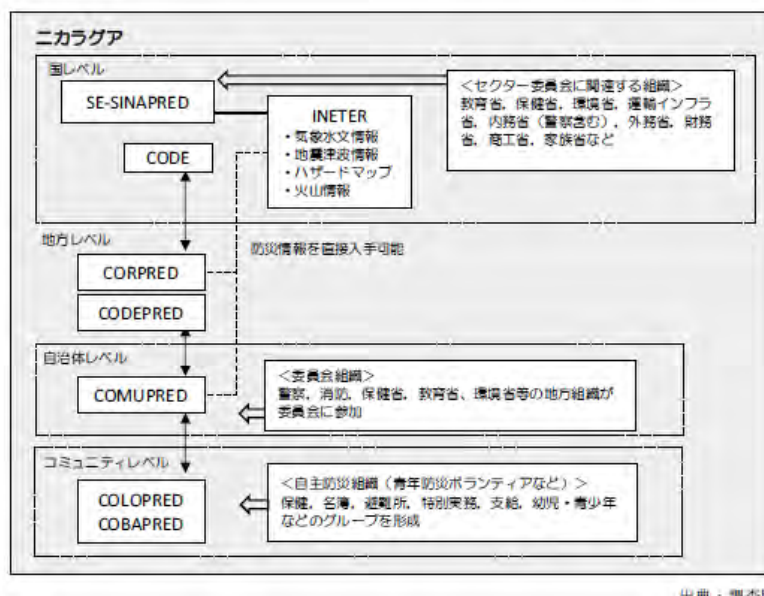 ニカラグア
国レベル
SE-SINAPRED
INETER
・気象水文情報
・地震津波情報
・ハザードマップ
・火山情報
＜セクター委員会に関連する組織＞
教育省、保健省、環境省、運輸インフラ
省、内務省（警察含む）、外務省、財務
省、商工省、家族省など
CODE
地方レベル
防災情報を直接入手可能
CORPRED
CODEPRED
自治体レベル
COMUPRED
＜委員会組織＞
警察、消防、保健省、教育省、環境省等の地方組織が
委員会に参加
コミュニティレベル
COLOPRED
COBAPRED
＜自主防災組織（青年防災ボランティアなど）＞
保健、名簿、避難所、特別実務、支給、幼児・青少年
などのグループを形成
出典：調査